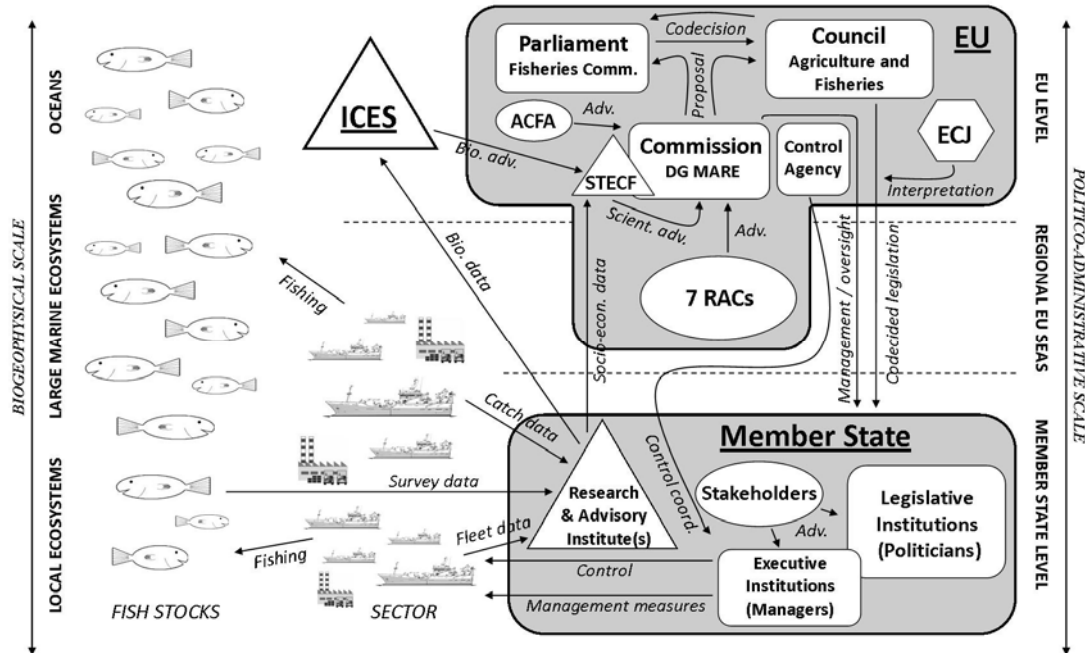 BIOGEOPHYSICAL SCALE
OCEANS
LARGE MARINE ECOSYSTEMS
LOCAL ECOSYSTEMS
FISH STOCKS
SECTOR
Fishing
Fishing
ICES
Bio. adv.
Bio. data
Socio-econ. data
Catch data
Survey data
Fleet data
EU
Parliament
Fisheries Comm.
Codecision
Council
Agriculture and
Fisheries
Proposal
ACFA
Adv.
Commission
DG MARE
STECF
Scient. adv.
Control
Agency
ECJ
Interpretation
Adv.
7 RACs
Management / oversight
Codecided legislation
Control coord.
Member State
Research
& Advisory
Institute(s)
Stakeholders
Adv.
Legislative
Institutions
(Politicians)
Executive
Institutions
(Managers)
Control
Management measures
EU LEVEL
REGIONAL EU SEAS
MEMBER STATE LEVEL
POLITICO-ADMINISTRATIVE SCALE